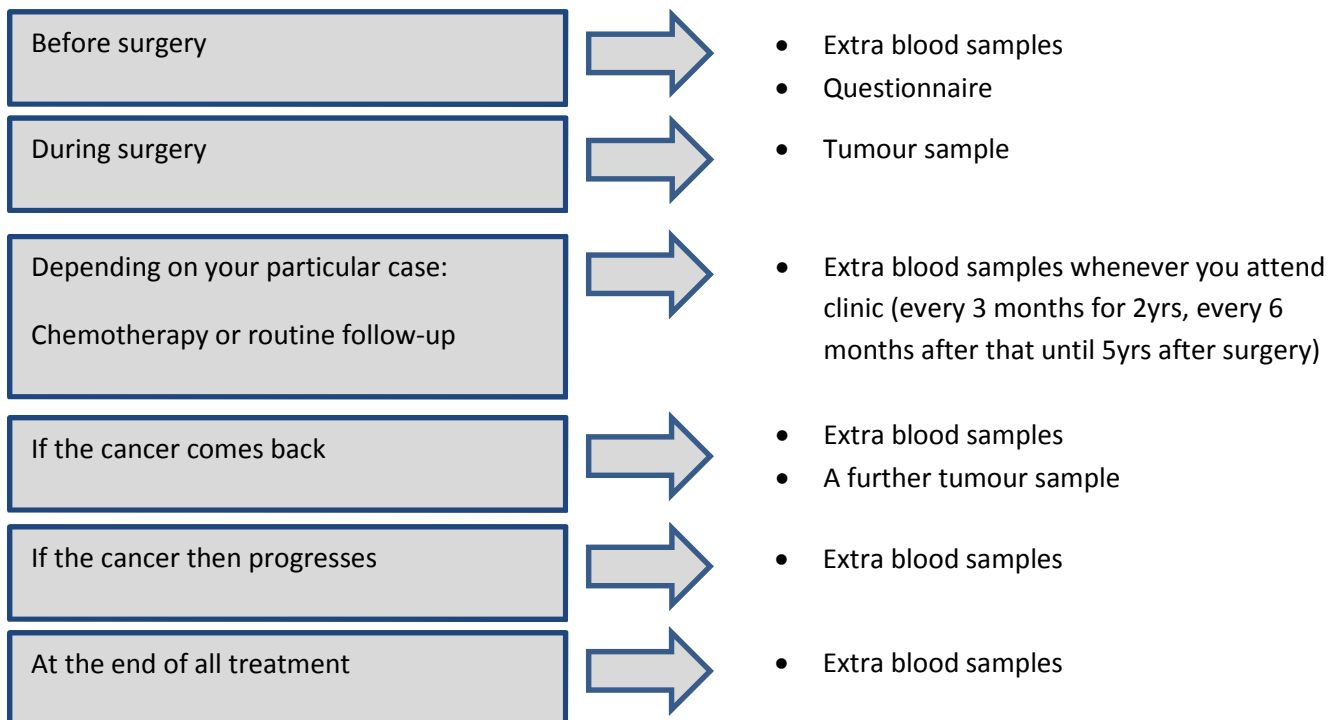 Before surgery
• Extra blood samples
• Questionnaire
During surgery
• Tumour sample
Depending on your particular case:
Chemotherapy or routine follow-up
• Extra blood samples whenever you attend
clinic (every 3 months for 2yrs, every 6
months after that until 5yrs after surgery)
If the cancer comes back
• Extra blood samples
• A further tumour sample
If the cancer then progresses
• Extra blood samples
At the end of all treatment
• Extra blood samples